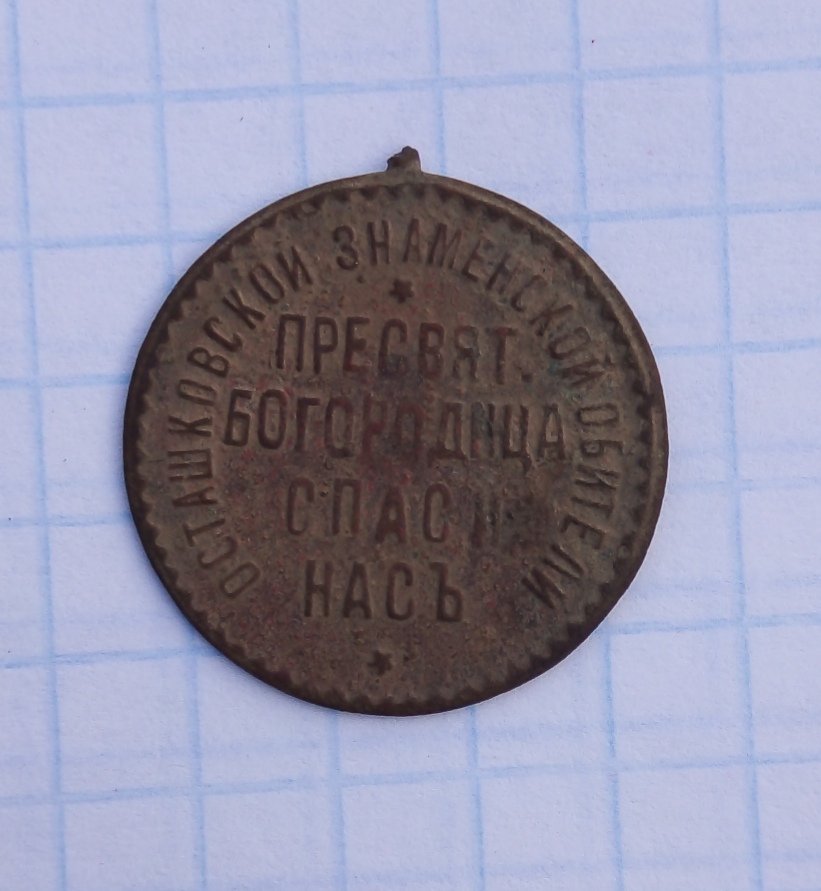 ОСТАШКОВСКОЙ ЗНАМЕНСКОЙ ОБИТЕЛИ
ПРЕСВЯТ.
БОГОРОДИЦА
СПАСИ
НАСЪ